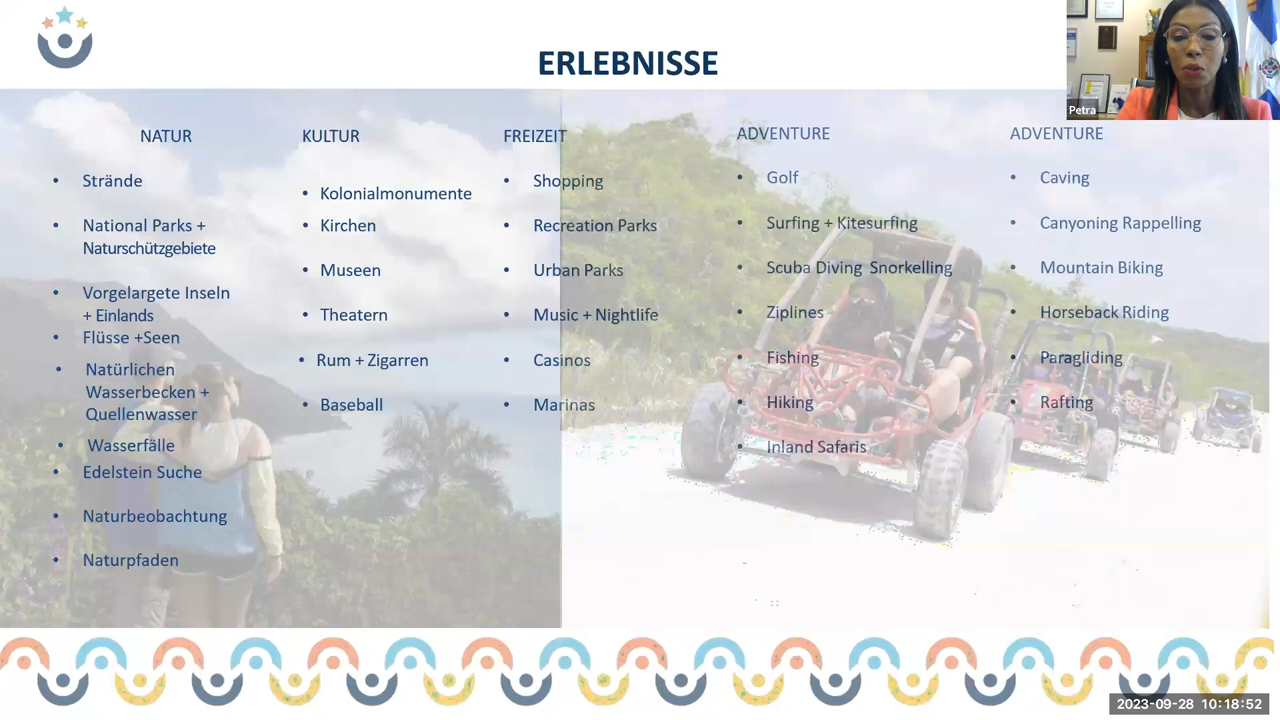 ERLEBNISSE
Petra
NATUR
Strände
National Parks +
Naturschützgebiete
Vorgelargete Inseln
+ Einlands
Flüsse +Seen
Natürlichen
Wasserbecken +
Quellenwasser
Wasserfälle
Edelstein Suche
Naturbeobachtung
Naturpfaden
KULTUR
Kolonialmonumente
Kirchen
Museen
Theatern
Rum + Zigarren
Baseball
FREIZEIT
Shopping
Recreation Parks
Urban Parks
Music + Nightlife
Casinos
Marinas
ADVENTURE
Golf
Surfing + Kitesurfing
Scuba Diving Snorkelling
Ziplines
Fishing
Hiking
Inland Safaris
ADVENTURE
Caving
Canyoning Rappelling
Mountain Biking
Horseback Riding
Paragliding
Rafting
2023-09-28 10:18:52